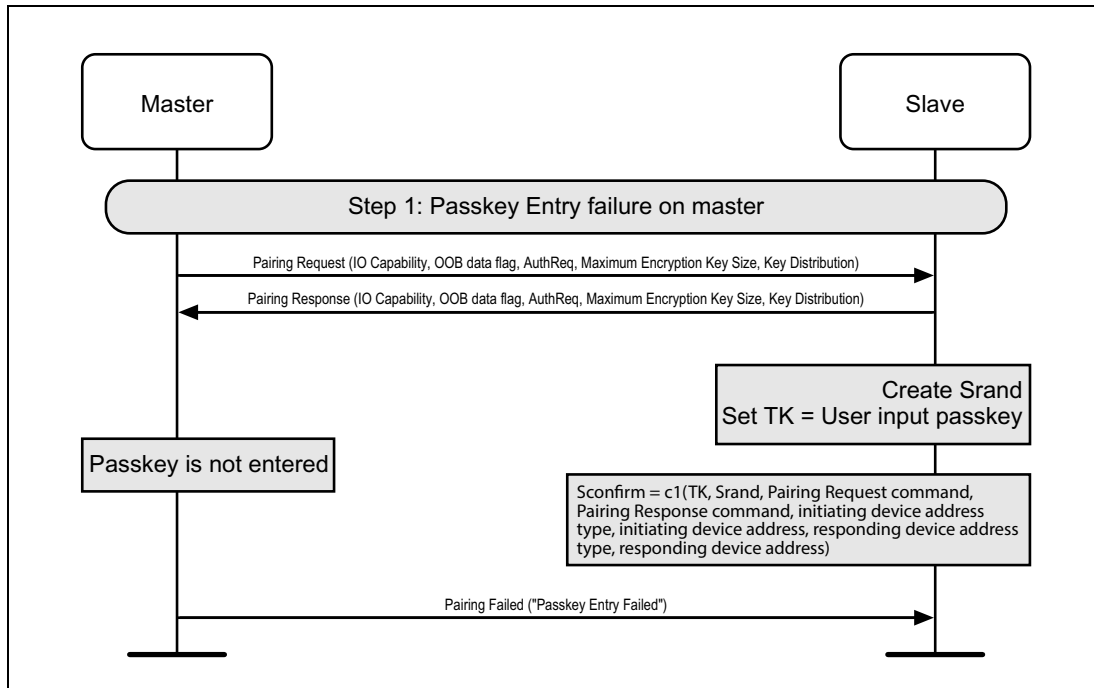 Master
Slave
Step 1: Passkey Entry failure on master
Pairing Request (IO Capability, OOB data flag, AuthReq, Maximum Encryption Key Size, Key Distribution)
Pairing Response (IO Capability, OOB data flag, AuthReq, Maximum Encryption Key Size, Key Distribution)
Create Srand
Set TK = User input passkey
Passkey is not entered
Sconfirm = c1(TK, Srand, Pairing Request command,
Pairing Response command, initiating device address
type, initiating device address, responding device address
type, responding device address)
Pairing Failed ("Passkey Entry Failed")